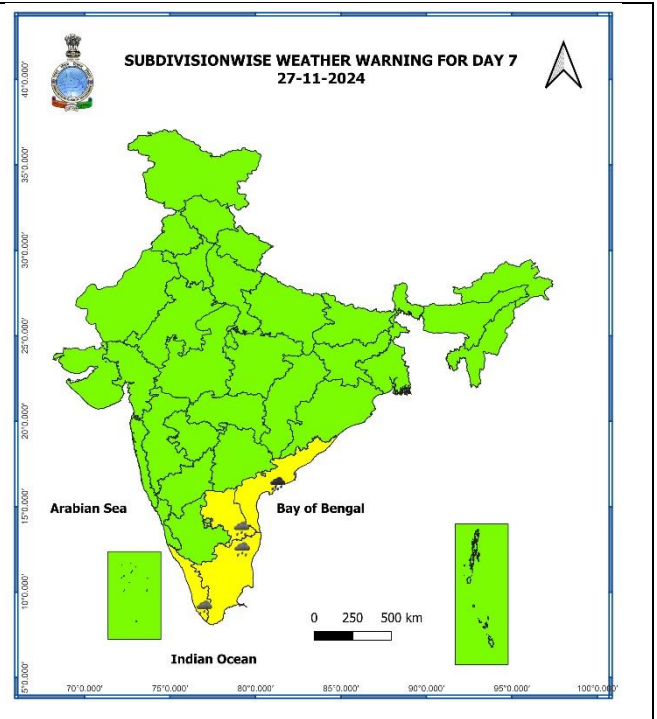 SUBDIVISIONWISE WEATHER WARNING FOR DAY 7
27-11-2024
40°0.000'
35°0.000'
30°0.000'
25°0.000'
20°0.000'
15°0.000'
10°0.000'
5°0.000'
Arabian Sea
Bay of Bengal
0 250 500 km
Indian Ocean
70°0.000' 75°0.000' 80°0.000' 85°0.000' 90°0.000' 95°0.000' 100°0.000'